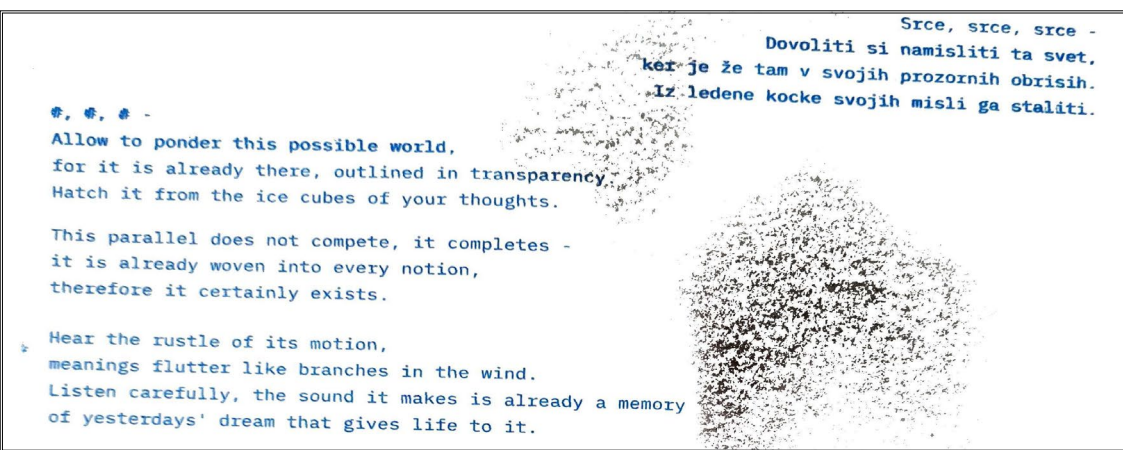 Srce, srce, srce -
Dovoliti si namisliti ta svet,
ker je že tam v svojih prozornih obrisih.
Iz ledene kocke svojih misli ga staliti.
#, #, # -
Allow to ponder this possible world,
for it is already there, outlined in transparency.
Hatch it from the ice cubes of your thoughts.
This parallel does not compete, it completes -
it is already woven into every notion,
therefore it certainly exists.
Hear the rustle of its motion,
meanings flutter like branches in the wind.
Listen carefully, the sound it makes is already a memory
of yesterdays' dream that gives life to it.